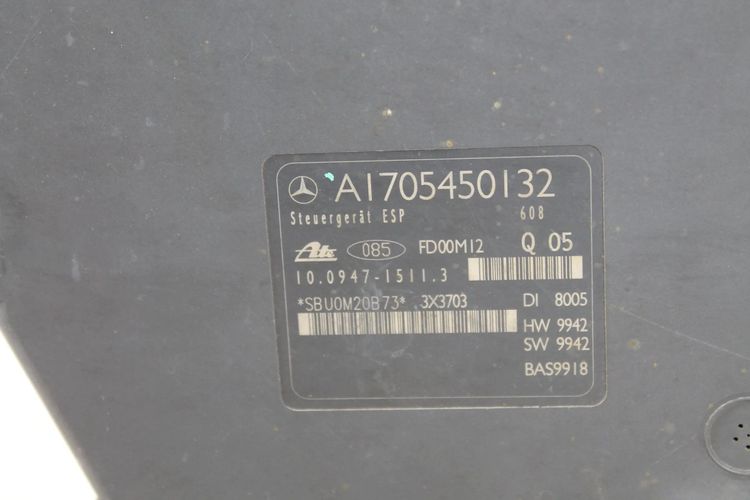 A1705450132
Steuergerät ESP 608
Ate 085 FD00M12 Q 05
10.0947-1511.3
*SBU0M20B73* 3X3703 DI 8005
HW 9942
SW 9942
BAS9918